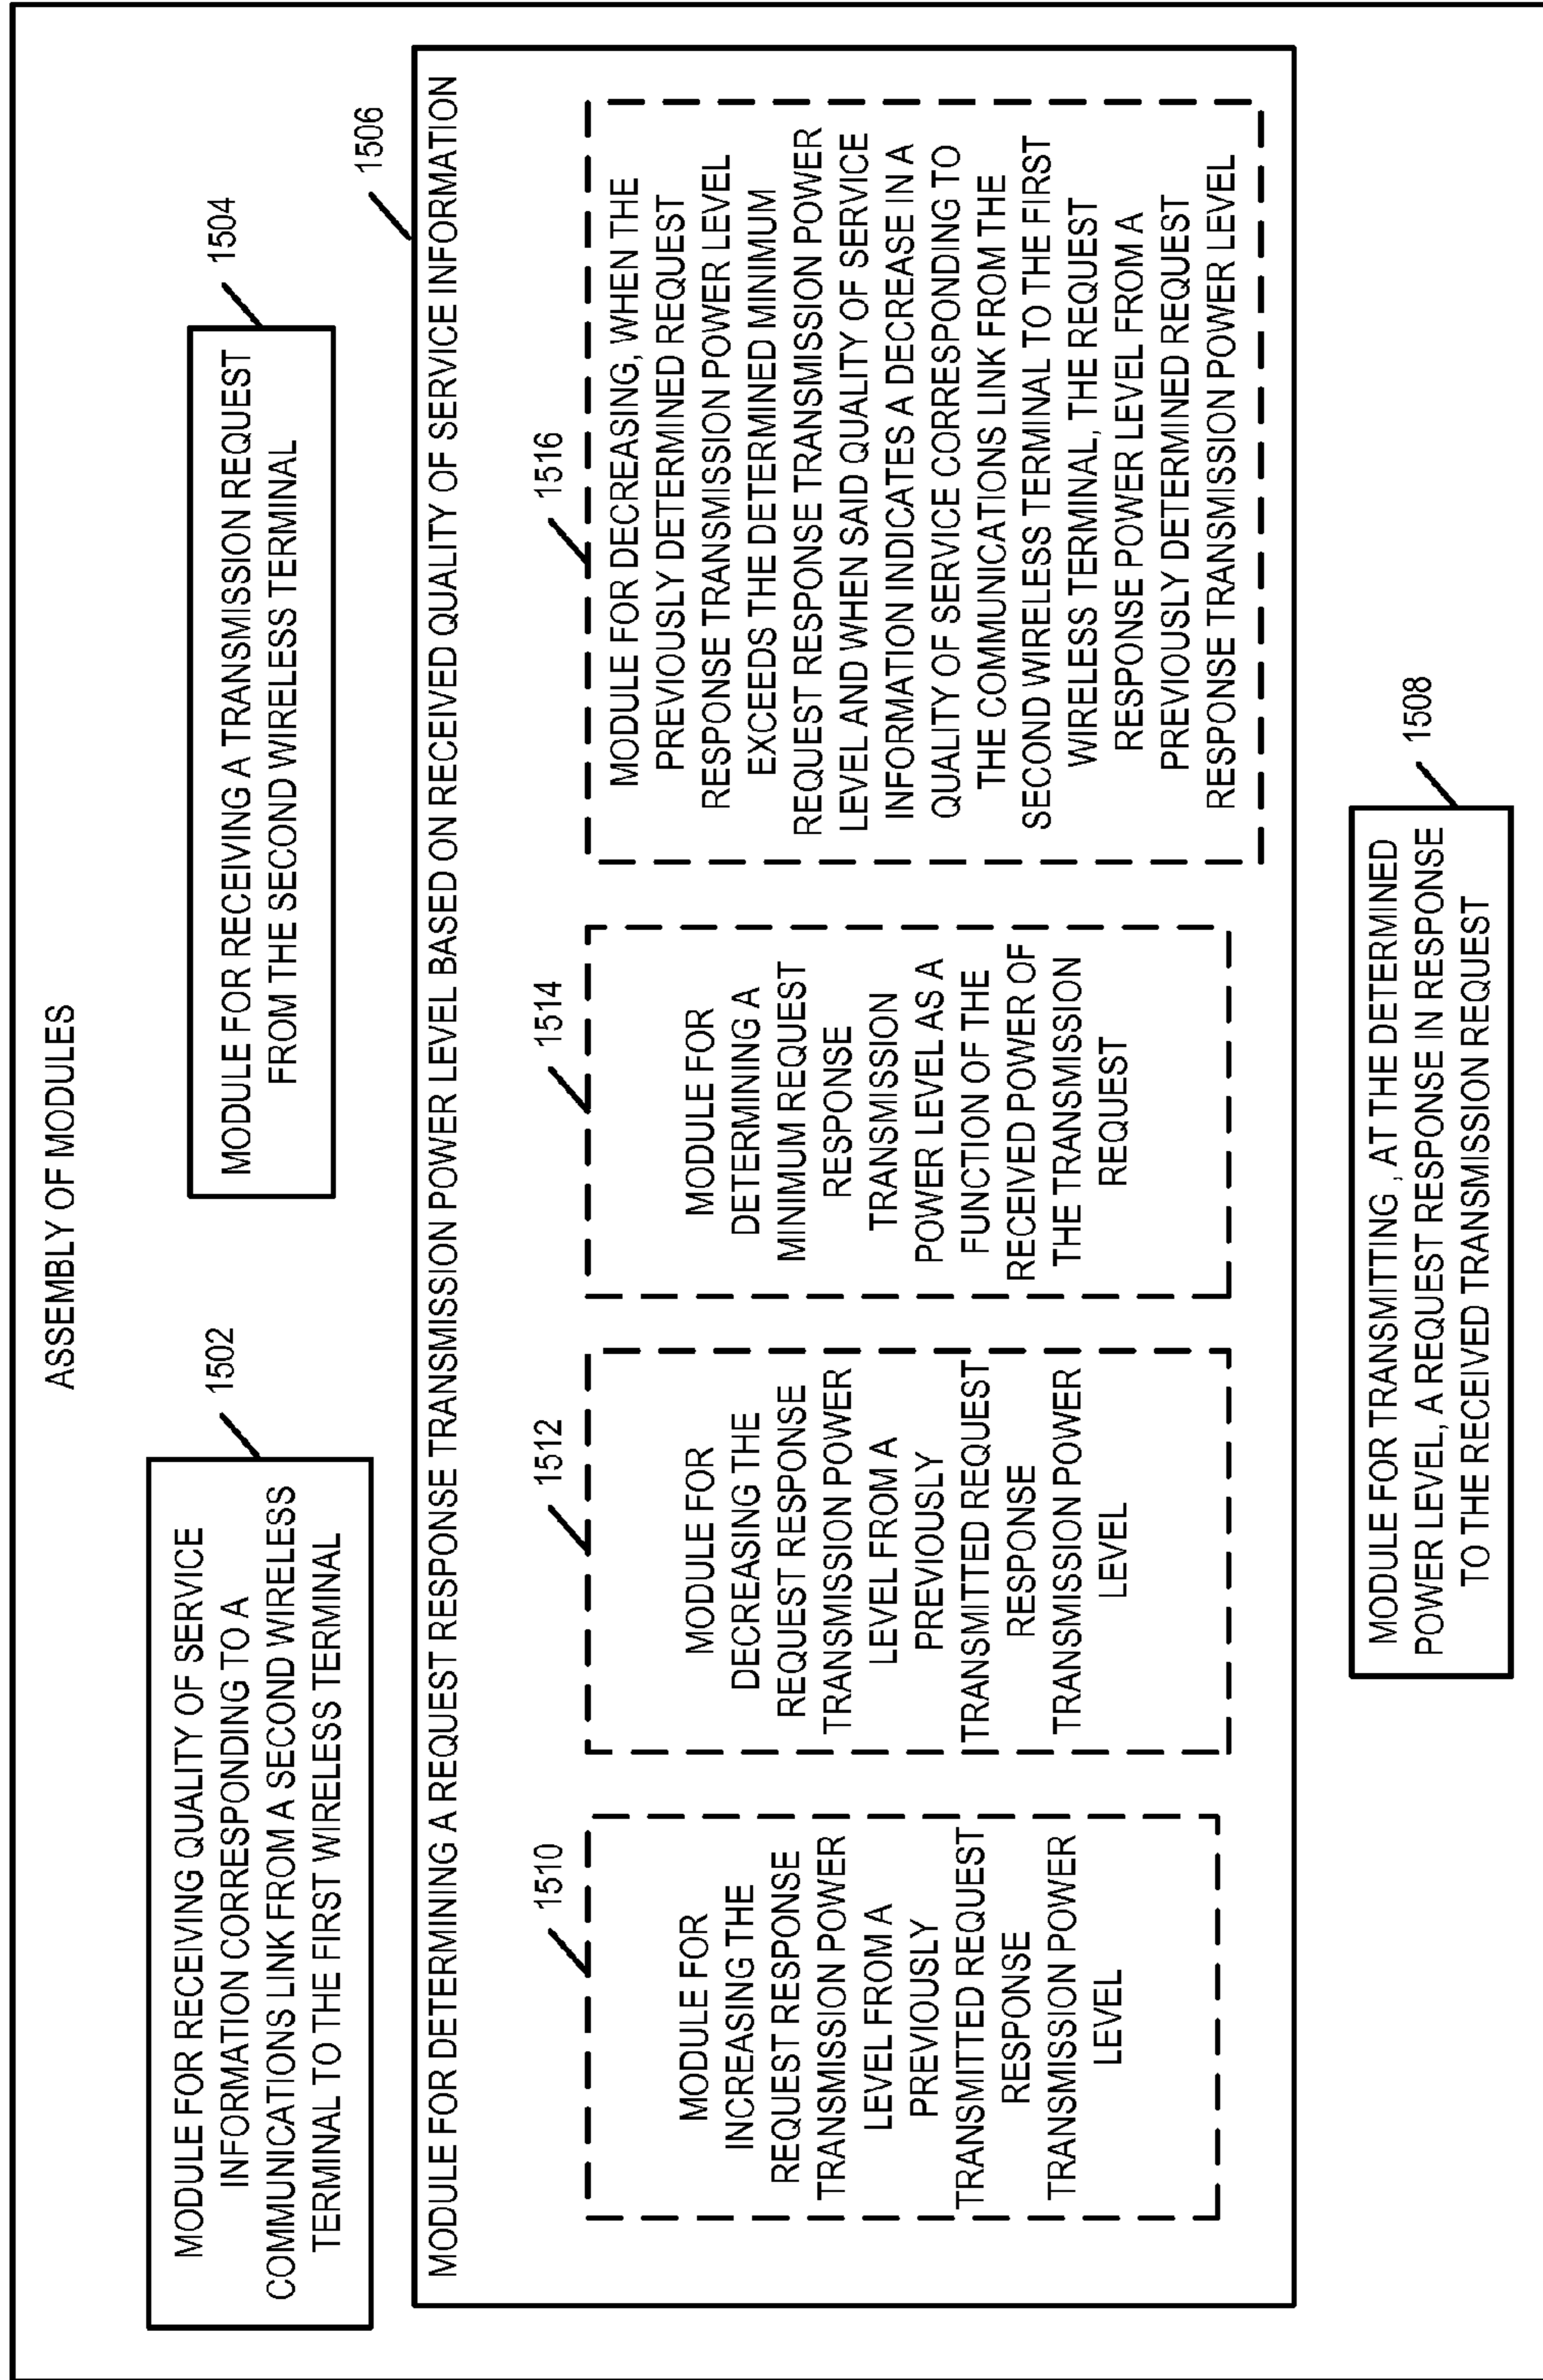 ASSEMBLY OF MODULES
1502
MODULE FOR RECEIVING QUALITY OF SERVICE
INFORMATION CORRESPONDING TO A
COMMUNICATIONS LINK FROM A SECOND WIRELESS
TERMINAL TO THE FIRST WIRELESS TERMINAL
1504
MODULE FOR RECEIVING A TRANSMISSION REQUEST
FROM THE SECOND WIRELESS TERMINAL
1506
MODULE FOR DETERMINING A REQUEST RESPONSE TRANSMISSION POWER LEVEL BASED ON RECEIVED QUALITY OF SERVICE INFORMATION
1510
MODULE FOR
INCREASING THE
REQUEST RESPONSE
TRANSMISSION POWER
LEVEL FROM A
PREVIOUSLY
TRANSMITTED REQUEST
RESPONSE
TRANSMISSION POWER
LEVEL
1512
MODULE FOR
DECREASING THE
REQUEST RESPONSE
TRANSMISSION POWER
LEVEL FROM A
PREVIOUSLY
TRANSMITTED REQUEST
RESPONSE
TRANSMISSION POWER
LEVEL
1514
MODULE FOR
DETERMINING A
MINIMUM REQUEST
RESPONSE
TRANSMISSION
POWER LEVEL AS A
FUNCTION OF THE
RECEIVED POWER OF
THE TRANSMISSION
REQUEST
1516
MODULE FOR DECREASING, WHEN THE
PREVIOUSLY DETERMINED REQUEST
RESPONSE TRANSMISSION POWER LEVEL
EXCEEDS THE DETERMINED MINIMUM
REQUEST RESPONSE TRANSMISSION POWER
LEVEL AND WHEN SAID QUALITY OF SERVICE
INFORMATION INDICATES A DECREASE IN A
QUALITY OF SERVICE CORRESPONDING TO
THE COMMUNICATIONS LINK FROM THE
SECOND WIRELESS TERMINAL TO THE FIRST
WIRELESS TERMINAL, THE REQUEST
RESPONSE POWER LEVEL FROM A
PREVIOUSLY DETERMINED REQUEST
RESPONSE TRANSMISSION POWER LEVEL
1508
MODULE FOR TRANSMITTING , AT THE DETERMINED
POWER LEVEL, A REQUEST RESPONSE IN RESPONSE
TO THE RECEIVED TRANSMISSION REQUEST